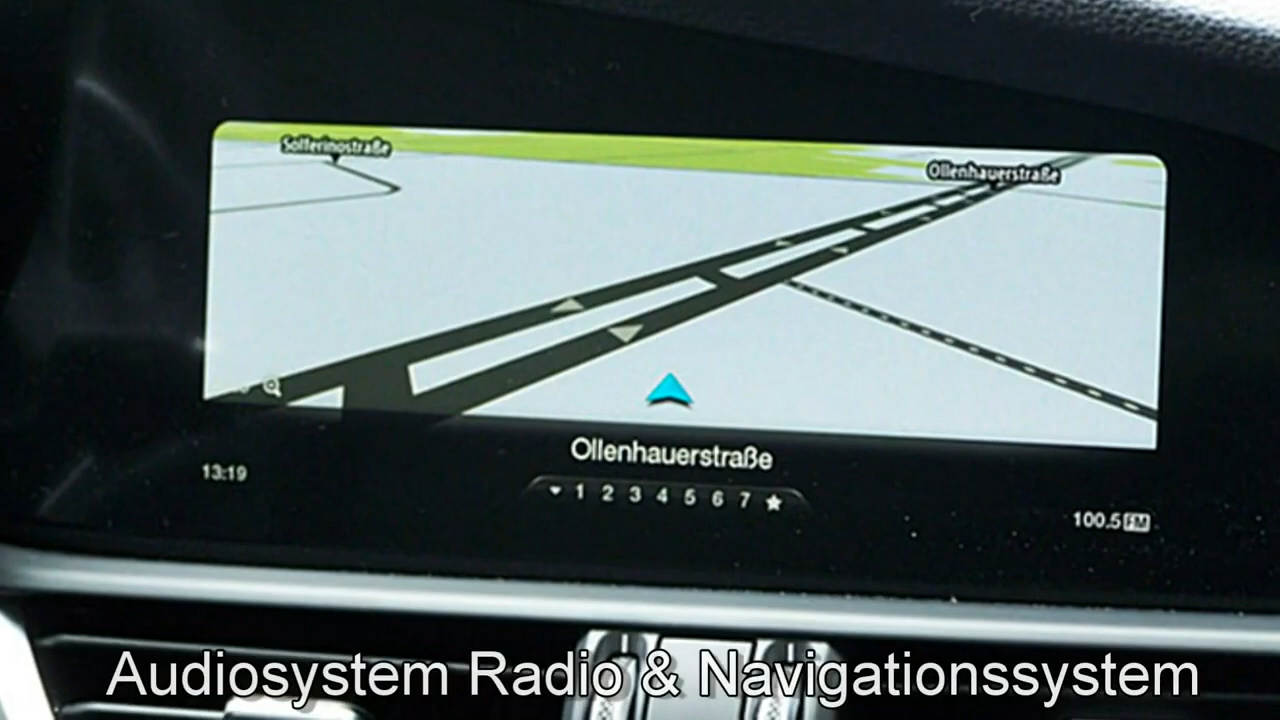 Solferinostraße
Ollenhauerstraße
Ollenhauerstraße
13:19
1 2 3 4 5 6 7
100.5 FM
Audiosystem Radio & Navigationssystem